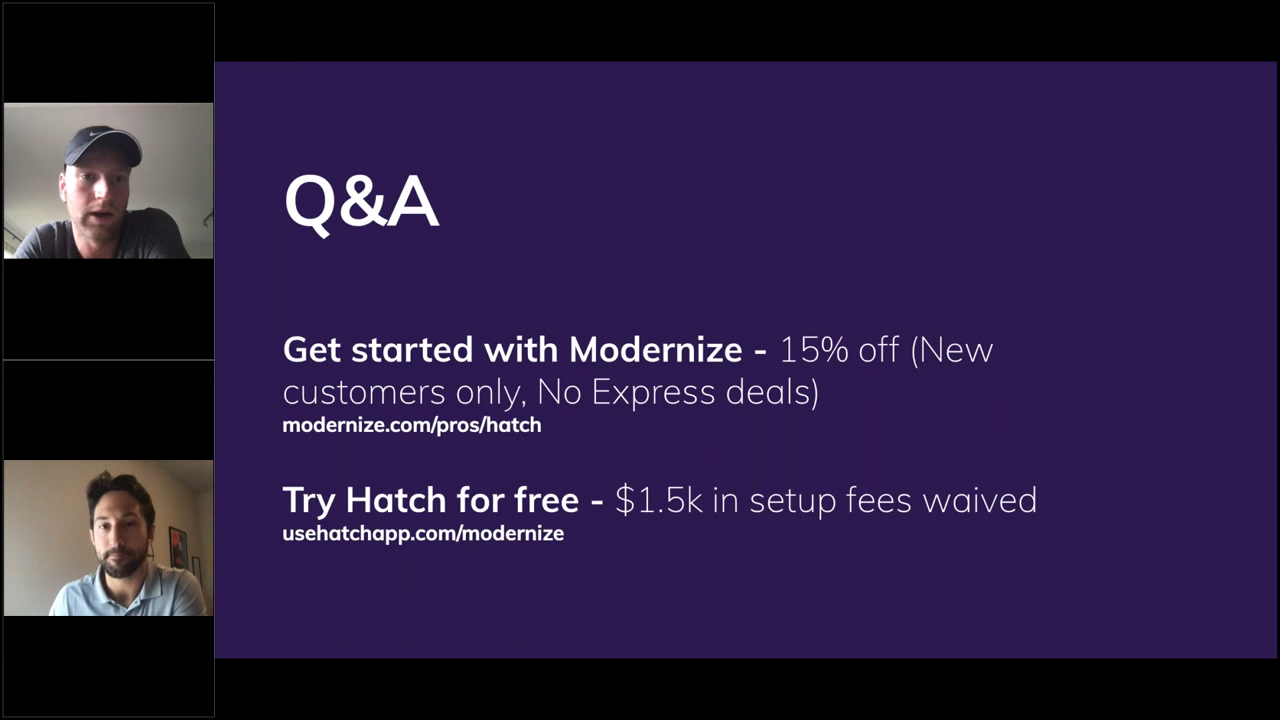 Q&A
Get started with Modernize - 15% off (New
customers only, No Express deals)
modernize.com/pros/hatch
Try Hatch for free - $1.5k in setup fees waived
usehatchapp.com/modernize